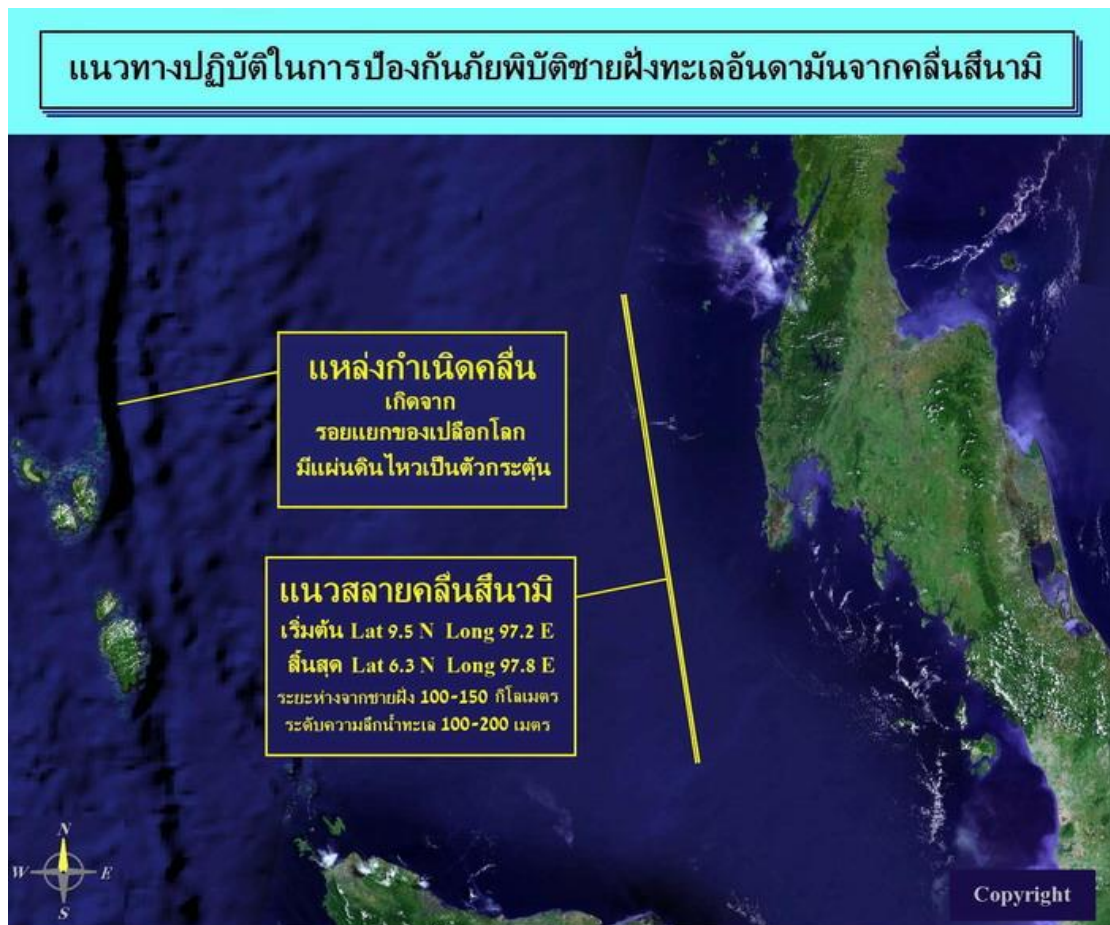 แนวทางปฏิบัติในการป้องกันภัยพิบัติชายฝั่งทะเลอันดามันจากคลื่นสึนามิ
แหล่งกำเนิดคลื่น
เกิดจาก
รอยแยกของเปลือกโลก
มีแผ่นดินไหวเป็นตัวกระตุ้น
แนวสลายคลื่นสึนามิ
เริ่มต้น Lat 9.5 N Long 97.2 E
สิ้นสุด Lat 6.3 N Long 97.8 E
ระยะห่างจากชายฝั่ง 100-150 กิโลเมตร
ระดับความลึกน้ำทะเล 100-200 เมตร
N
W E
S
Copyright